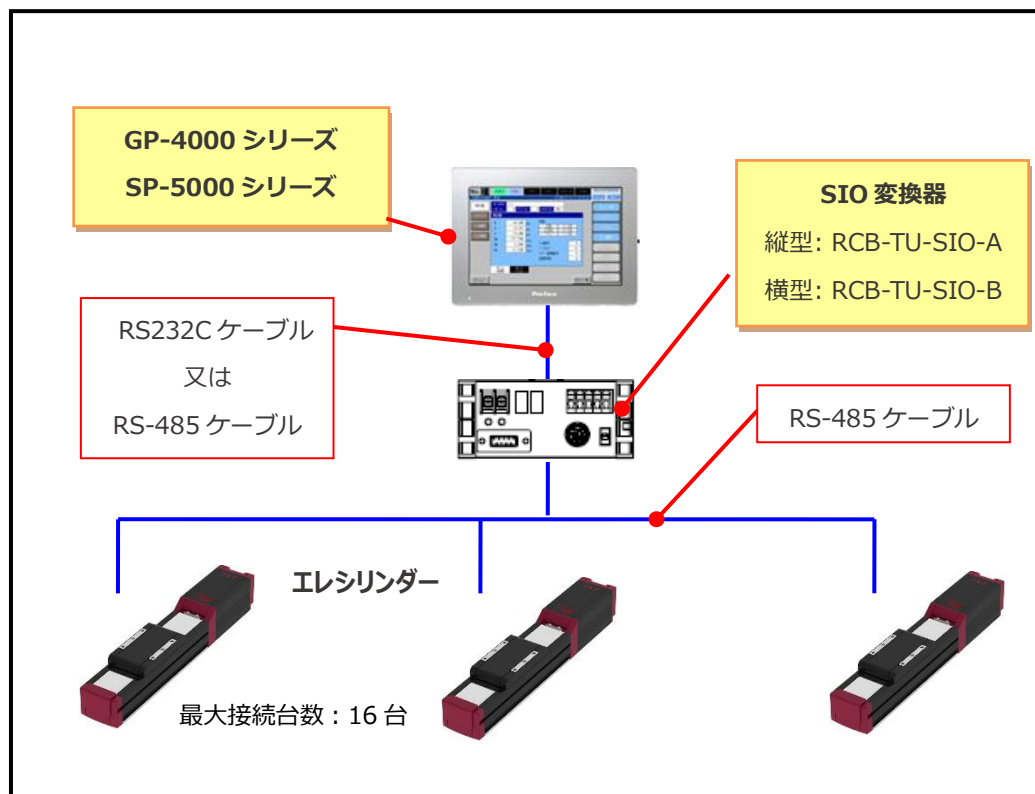 GP-4000 シリーズ
SP-5000 シリーズ
SIO 変換器
縦型: RCB-TU-SIO-A
横型: RCB-TU-SIO-B
RS232C ケーブル
又は
RS-485 ケーブル
RS-485 ケーブル
エレシリンダー
最大接続台数：16 台